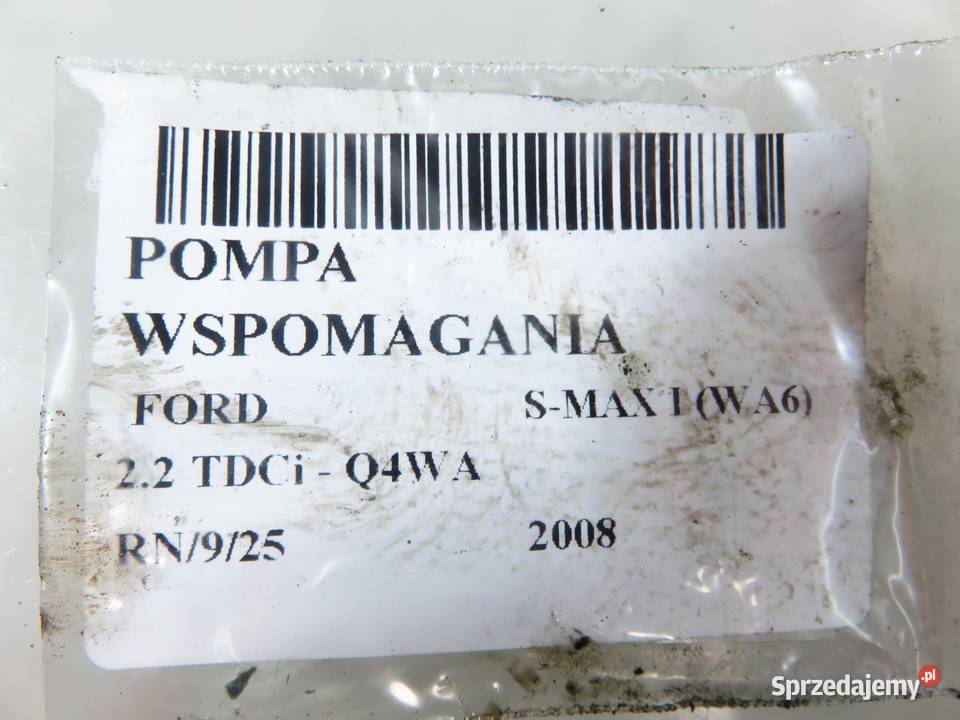 POMPA
WSPOMAGANIA
FORD S-MAX I (WA6)
2.2 TDCi - Q4WA
RN/9/25 2008
Sprzedajemy.pl